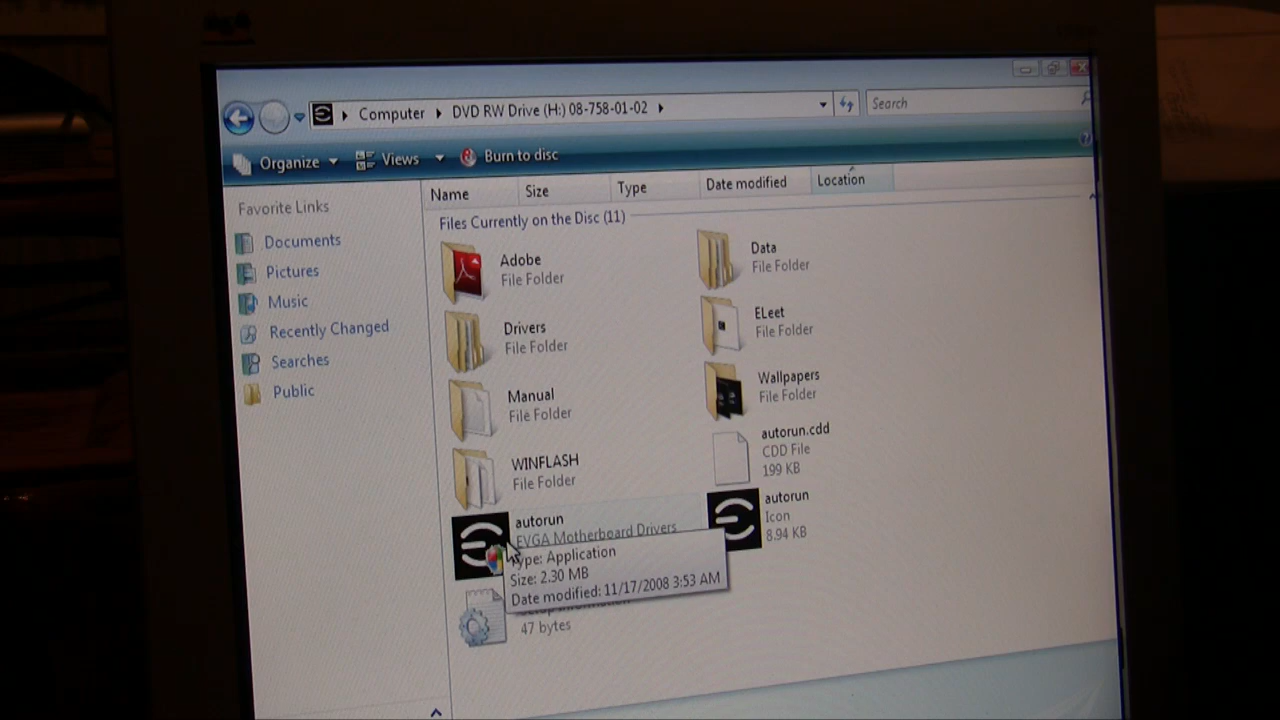 Computer ▸ DVD RW Drive (H:) 08-758-01-02 ▸
Search
Organize Views Burn to disc
Favorite Links
Documents
Pictures
Music
Recently Changed
Searches
Public
Name Size Type Date modified Location
Files Currently on the Disc (11)
Adobe
File Folder
Data
File Folder
Drivers
File Folder
ELeet
File Folder
Manual
File Folder
Wallpapers
File Folder
WINFLASH
File Folder
autorun.cdd
CDD File
199 KB
autorun
EVGA Motherboard Drivers
autorun
Icon
8.94 KB
Type: Application
Size: 2.30 MB
Date modified: 11/17/2008 3:53 AM
47 bytes